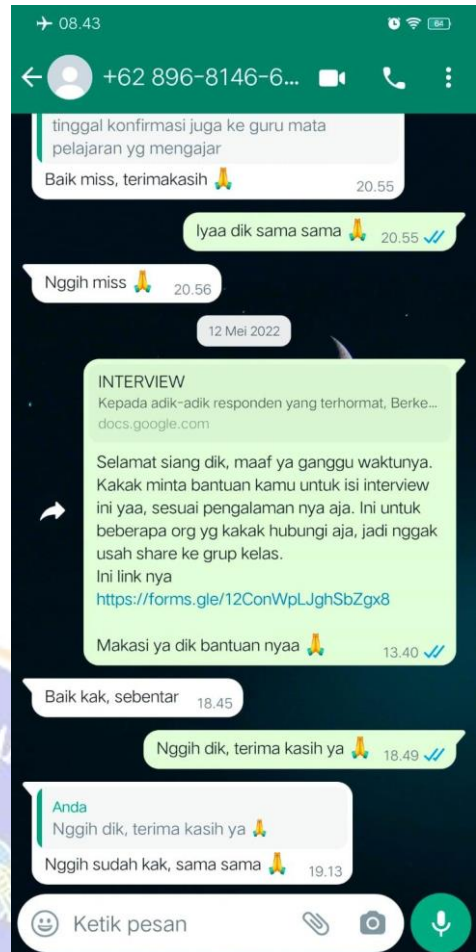 08.43
64
+62 896-8146-6...
tinggal konfirmasi juga ke guru mata
pelajaran yg mengajar
Baik miss, terimakasih 🙏
20.55
Iyaa dik sama sama 🙏 20.55
Nggih miss 🙏 20.56
12 Mei 2022
INTERVIEW
Kepada adik-adik responden yang terhormat, Berke...
docs.google.com
Selamat siang dik, maaf ya ganggu waktunya.
Kakak minta bantuan kamu untuk isi interview
ini yaa, sesuai pengalaman nya aja. Ini untuk
beberapa org yg kakak hubungi aja, jadi nggak
usah share ke grup kelas.
Ini link nya
https://forms.gle/12ConWpLJghSbZgx8
Makasi ya dik bantuan nyaa 🙏
13.40
Baik kak, sebentar 18.45
Nggih dik, terima kasih ya 🙏 18.49
Anda
Nggih dik, terima kasih ya 🙏
Nggih sudah kak, sama sama 🙏 19.13
Ketik pesan